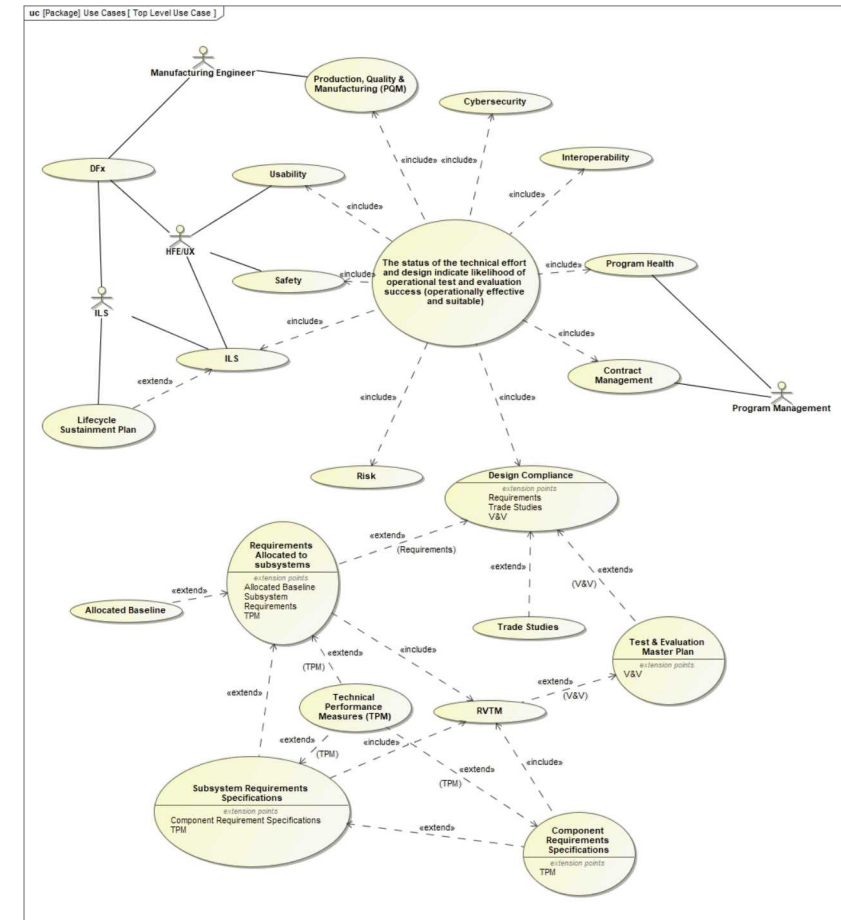 uc [Package] Use Cases [ Top Level Use Case ]
Manufacturing Engineer
Production, Quality &
Manufacturing (PQM)
Cybersecurity
«include»
«include»
Interoperability
DFx
Usability
«include»
«include»
HFE/UX
The status of the technical effort
and design indicate likelihood of
operational test and evaluation
success (operationally effective
and suitable)
«include»
Program Health
Safety
«include»
ILS
«include»
«include»
ILS
«extend»
Contract
Management
Program Management
Lifecycle
Sustainment Plan
«include»
«include»
Risk
Design Compliance
extension points
Requirements
Trade Studies
V&V
«extend»
(Requirements)
Requirements
Allocated to
subsystems
extension points
Allocated Baseline
Subsystem
Requirements
TPM
«extend»
«extend»
(V&V)
«extend»
Allocated Baseline
Trade Studies
Test & Evaluation
Master Plan
extension points
V&V
«include»
«extend»
(TPM)
«extend»
(V&V)
«extend»
Technical
Performance
Measures (TPM)
RVTM
«extend»
(TPM)
«include»
«extend»
(TPM)
«include»
Subsystem Requirements
Specifications
extension points
Component Requirement Specifications
TPM
«extend»
Component
Requirements
Specifications
extension points
TPM